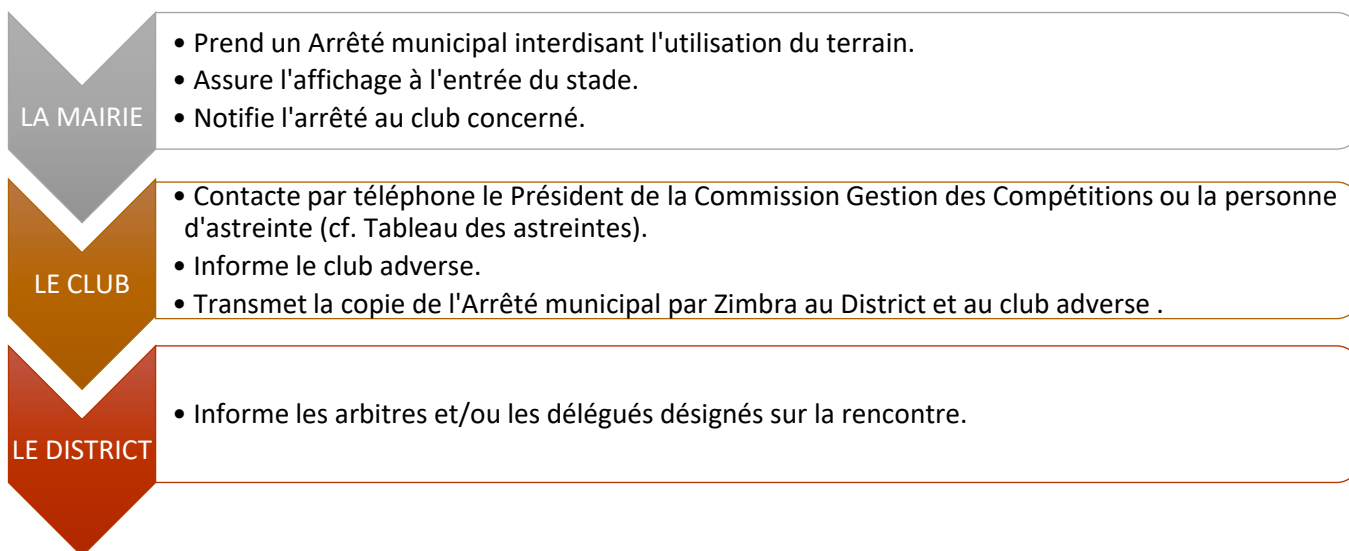 LA MAIRIE
• Prend un Arrêté municipal interdisant l'utilisation du terrain.
• Assure l'affichage à l'entrée du stade.
• Notifie l'arrêté au club concerné.
LE CLUB
• Contacte par téléphone le Président de la Commission Gestion des Compétitions ou la personne
d'astreinte (cf. Tableau des astreintes).
• Informe le club adverse.
• Transmet la copie de l'Arrêté municipal par Zimbra au District et au club adverse .
LE DISTRICT
• Informe les arbitres et/ou les délégués désignés sur la rencontre.